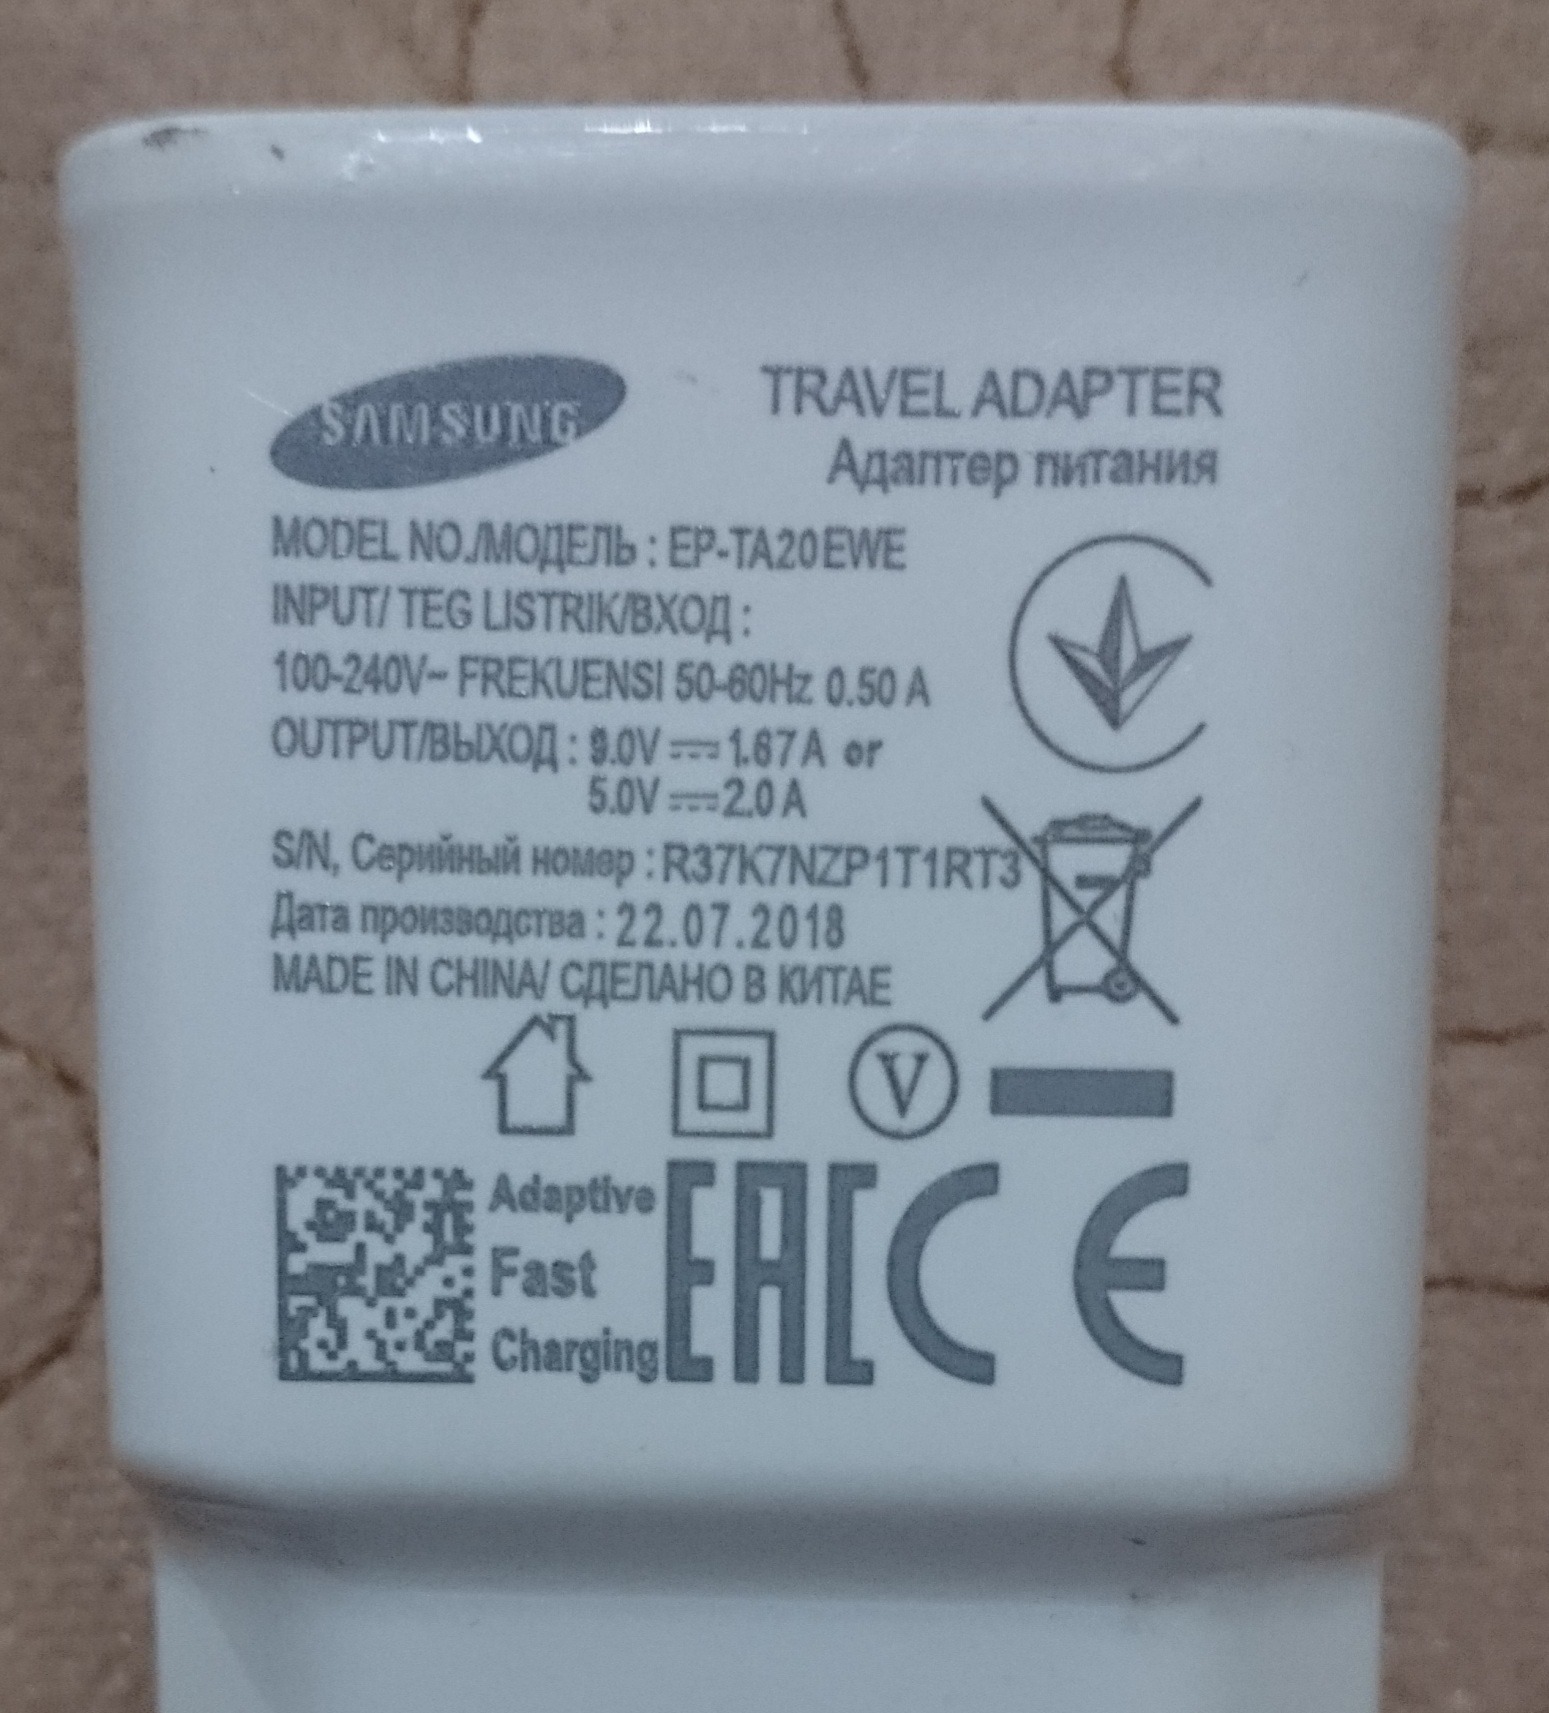 SAMSUNG
TRAVEL ADAPTER
Адаптер питания
MODEL NO./МОДЕЛЬ : EP-TA20EWE
INPUT/ TEG LISTRIK/ВХОД :
100-240V~ FREKUENSI 50-60Hz 0.50 A
OUTPUT/ВЫХОД : 9.0V⎓1.67A or
5.0V⎓2.0A
S/N, Серийный номер : R37K7NZP1T1RT3
Дата производства : 22.07.2018
MADE IN CHINA/ СДЕЛАНО В КИТАЕ
V
Adaptive
Fast
Charging
EAC CE